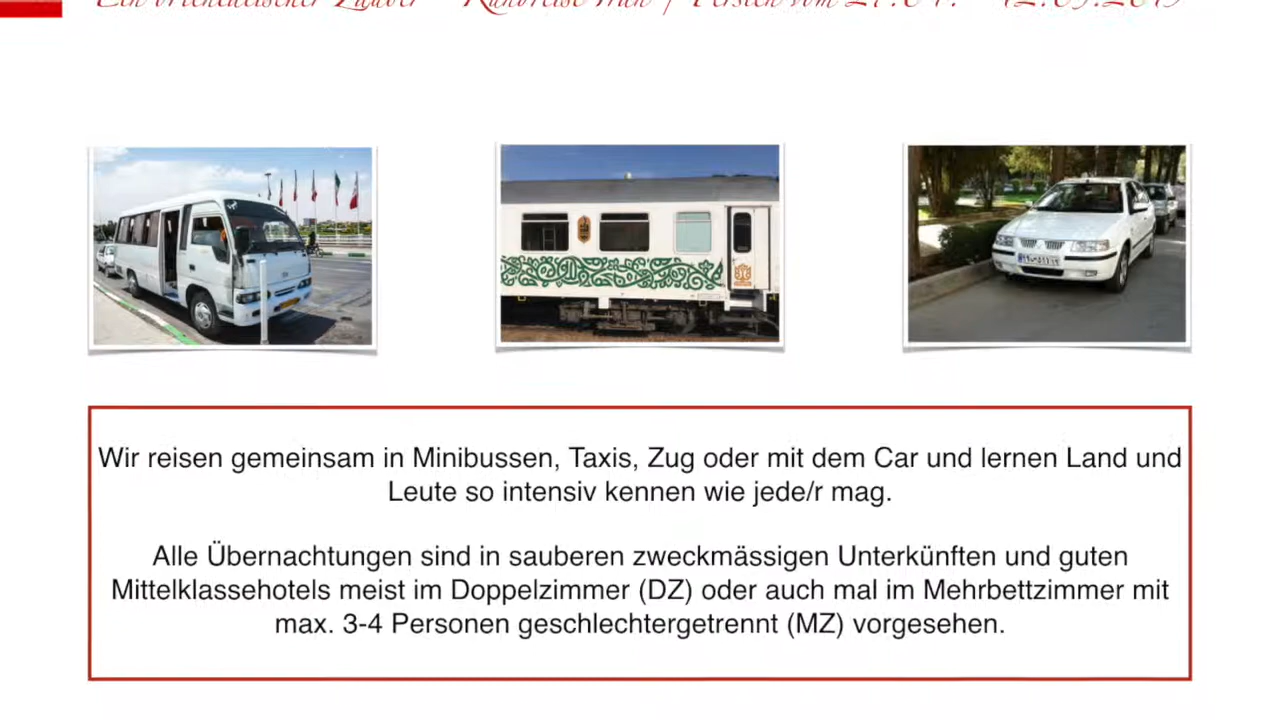 Wir reisen gemeinsam in Minibussen, Taxis, Zug oder mit dem Car und lernen Land und
Leute so intensiv kennen wie jede/r mag.
Alle Übernachtungen sind in sauberen zweckmässigen Unterkünften und guten
Mittelklassehotels meist im Doppelzimmer (DZ) oder auch mal im Mehrbettzimmer mit
max. 3-4 Personen geschlechtergetrennt (MZ) vorgesehen.